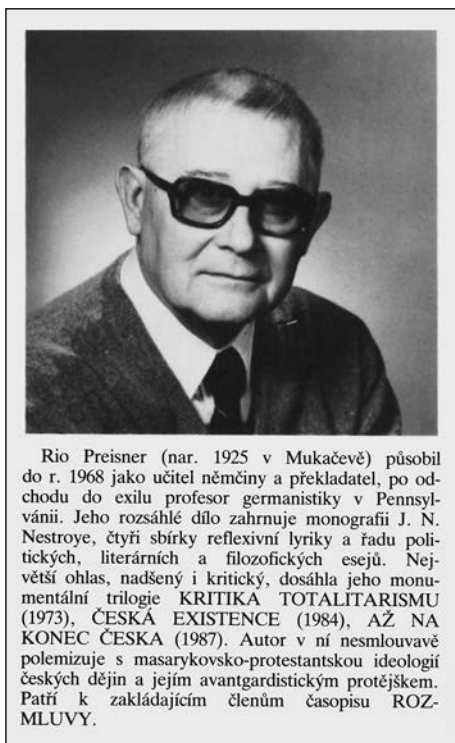 Rio Preisner (nar. 1925 v Mukačevě) působil
do r. 1968 jako učitel němčiny a překladatel, po od-
chodu do exilu profesor germanistiky v Pennsyl-
vánii. Jeho rozsáhlé dílo zahrnuje monografii J. N.
Nestroye, čtyři sbírky reflexivní lyriky a řadu poli-
tických, literárních a filozofických esejů. Nej-
větší ohlas, nadšený i kritický, dosáhla jeho monu-
mentální trilogie KRITIKA TOTALITARISMU
(1973), ČESKÁ EXISTENCE (1984), AŽ NA
KONEC ČESKA (1987). Autor v ní nesmlouvavě
polemizuje s masarykovsko-protestantskou ideologií
českých dějin a jejím avantgardistickým protějškem.
Patří k zakládajícím členům časopisu ROZ-
MLUVY.